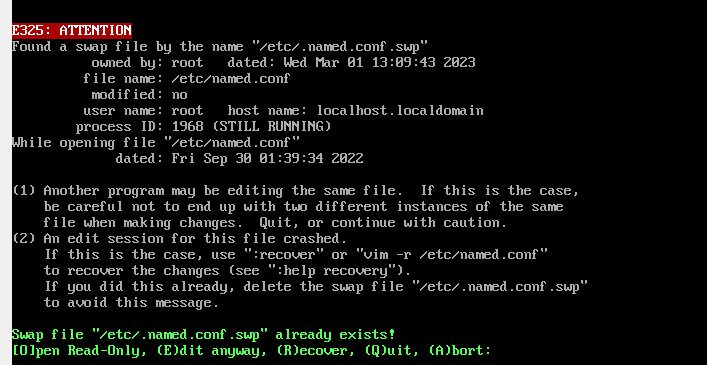 E325: ATTENTION
Found a swap file by the name "/etc/.named.conf.swp"
owned by: root   dated: Wed Mar 01 13:09:43 2023
file name: /etc/named.conf
modified: no
user name: root   host name: localhost.localdomain
process ID: 1968 (STILL RUNNING)
While opening file "/etc/named.conf"
dated: Fri Sep 30 01:39:34 2022
(1) Another program may be editing the same file.  If this is the case,
be careful not to end up with two different instances of the same
file when making changes.  Quit, or continue with caution.
(2) An edit session for this file crashed.
If this is the case, use ":recover" or "vim -r /etc/named.conf"
to recover the changes (see ":help recovery").
If you did this already, delete the swap file "/etc/.named.conf.swp"
to avoid this message.
Swap file "/etc/.named.conf.swp" already exists!
[O]pen Read-Only, (E)dit anyway, (R)ecover, (Q)uit, (A)bort: